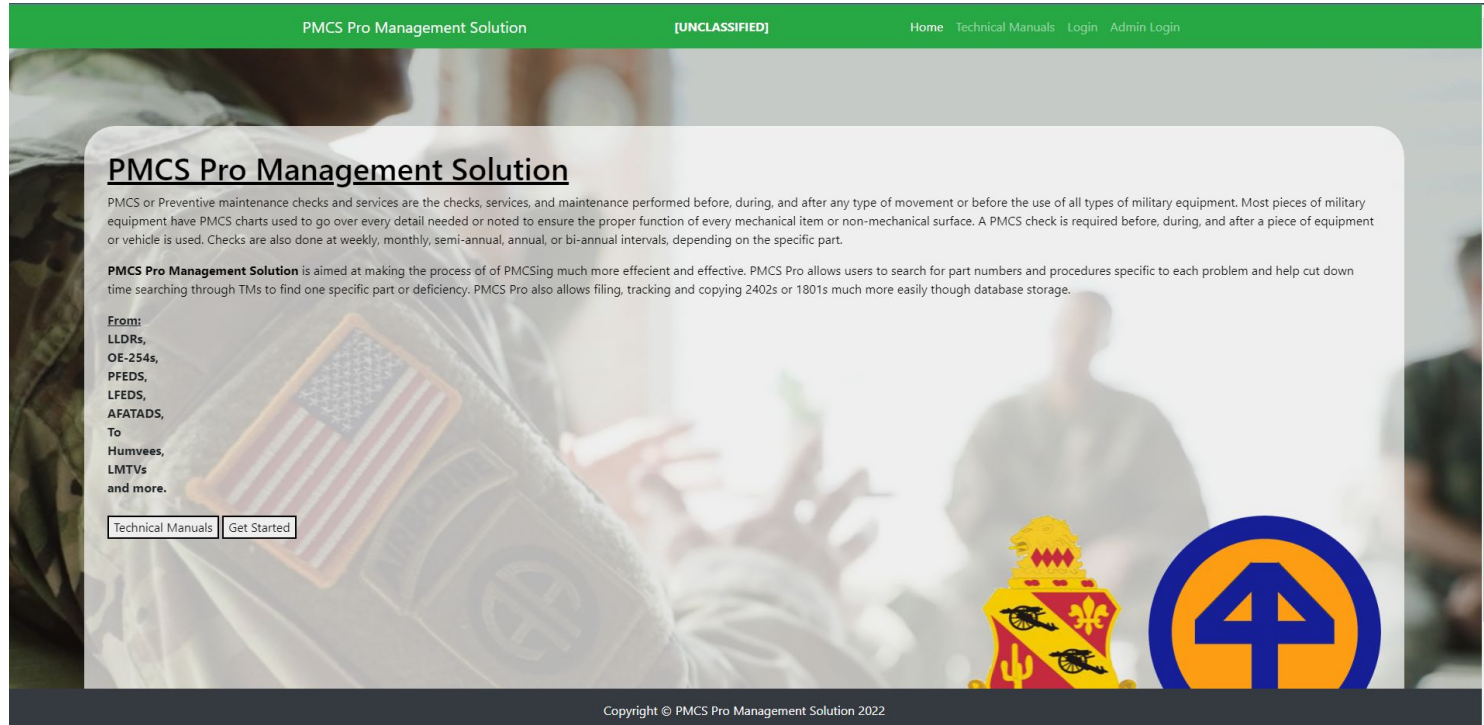 PMCS Pro Management Solution
[UNCLASSIFIED]
Home Technical Manuals Login Admin Login
PMCS Pro Management Solution
PMCS or Preventive maintenance checks and services are the checks, services, and maintenance performed before, during, and after any type of movement or before the use of all types of military equipment. Most pieces of military
equipment have PMCS charts used to go over every detail needed or noted to ensure the proper function of every mechanical item or non-mechanical surface. A PMCS check is required before, during, and after a piece of equipment
or vehicle is used. Checks are also done at weekly, monthly, semi-annual, annual, or bi-annual intervals, depending on the specific part.
PMCS Pro Management Solution is aimed at making the process of of PMCSing much more effecient and effective. PMCS Pro allows users to search for part numbers and procedures specific to each problem and help cut down
time searching through TMs to find one specific part or deficiency. PMCS Pro also allows filing, tracking and copying 2402s or 1801s much more easily though database storage.
From:
LLDRs,
OE-254s,
PFEDS,
LFEDS,
AFATADS,
To
Humvees,
LMTVs
and more.
Technical Manuals Get Started
Copyright © PMCS Pro Management Solution 2022